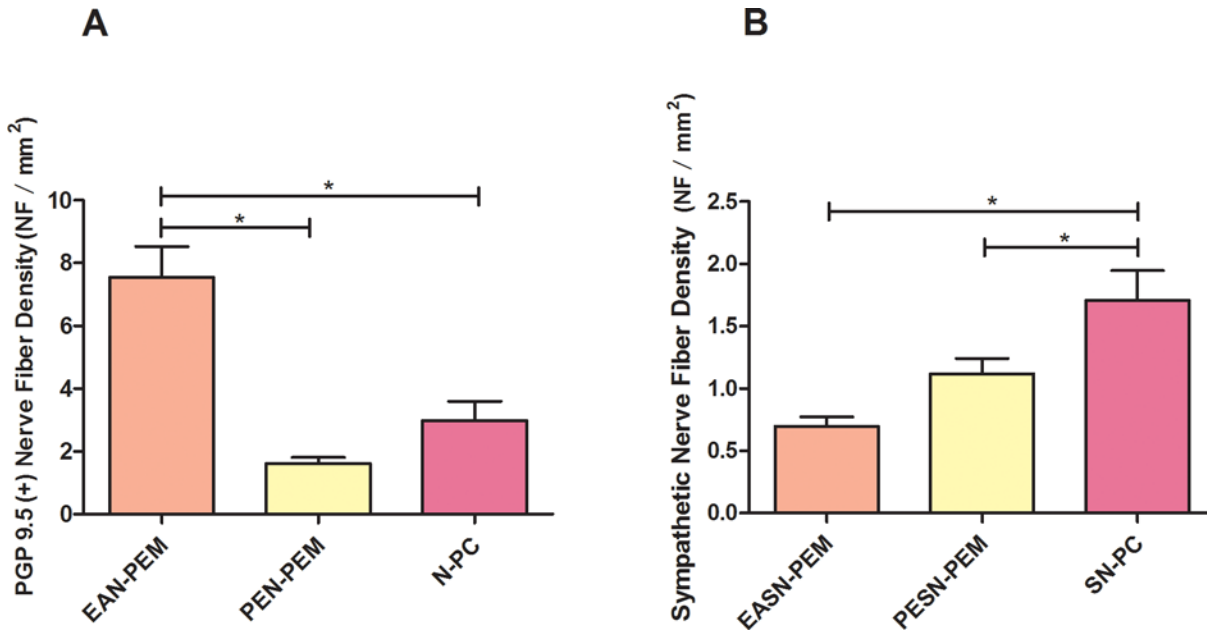 A
PGP 9.5 (+) Nerve Fiber Density (NF / mm²)
10
8
6
4
2
0
*
*
EAN-PEM
PEN-PEM
N-PC
B
Sympathetic Nerve Fiber Density (NF / mm²)
2.5
2.0
1.5
1.0
0.5
0.0
*
*
EASN-PEM
PESN-PEM
SN-PC